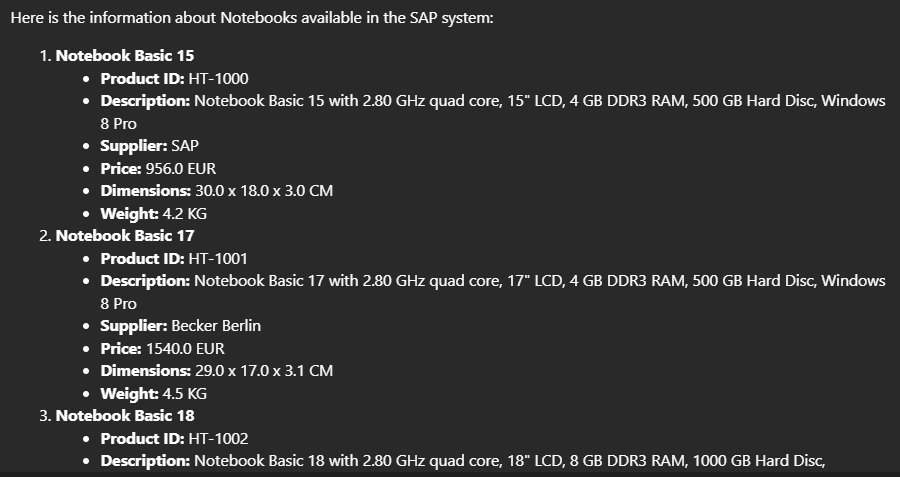 Here is the information about Notebooks available in the SAP system:
1. Notebook Basic 15
• Product ID: HT-1000
• Description: Notebook Basic 15 with 2.80 GHz quad core, 15" LCD, 4 GB DDR3 RAM, 500 GB Hard Disc, Windows
8 Pro
• Supplier: SAP
• Price: 956.0 EUR
• Dimensions: 30.0 x 18.0 x 3.0 CM
• Weight: 4.2 KG
2. Notebook Basic 17
• Product ID: HT-1001
• Description: Notebook Basic 17 with 2.80 GHz quad core, 17" LCD, 4 GB DDR3 RAM, 500 GB Hard Disc, Windows
8 Pro
• Supplier: Becker Berlin
• Price: 1540.0 EUR
• Dimensions: 29.0 x 17.0 x 3.1 CM
• Weight: 4.5 KG
3. Notebook Basic 18
• Product ID: HT-1002
• Description: Notebook Basic 18 with 2.80 GHz quad core, 18" LCD, 8 GB DDR3 RAM, 1000 GB Hard Disc,